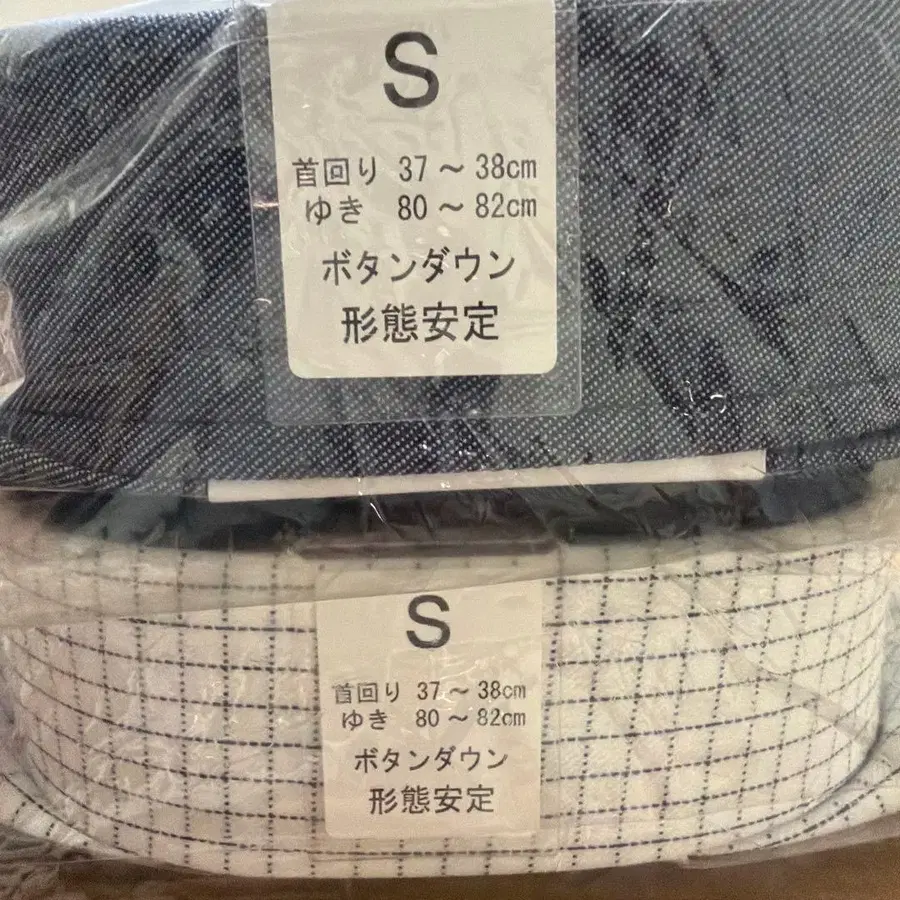 S
首回り 37～38cm
ゆき 80～82cm
ボタンダウン
形態安定
S
首回り 37～38cm
ゆき 80～82cm
ボタンダウン
形態安定